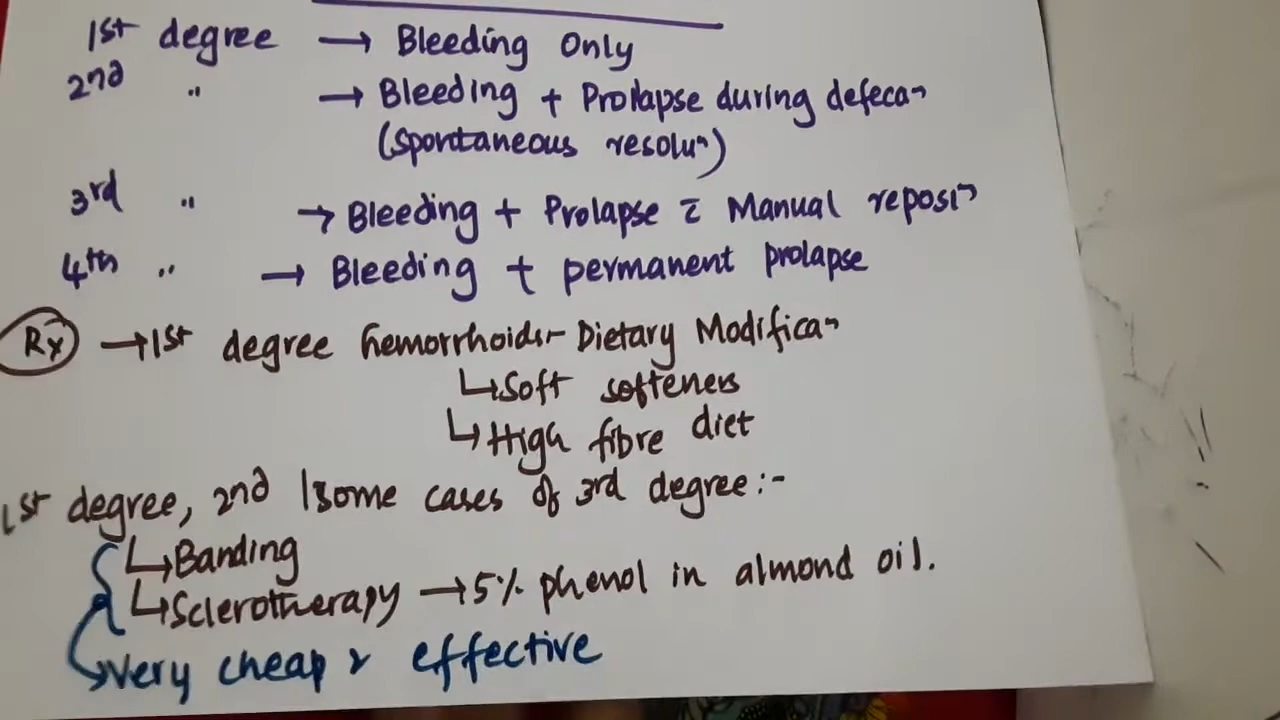 1st degree → Bleeding Only
2nd " → Bleeding + Prolapse during defecaⁿ
(Spontaneous resoluⁿ)
3rd " → Bleeding + Prolapse c̄ Manual reposiⁿ
4th " → Bleeding + permanent prolapse
Rx → 1st degree hemorrhoids- Dietary Modificaⁿ
↳ Soft softeners
↳ High fibre diet
1st degree, 2nd | some cases of 3rd degree:-
↳ Banding
↳ Sclerotherapy → 5% phenol in almond oil.
Very cheap & effective